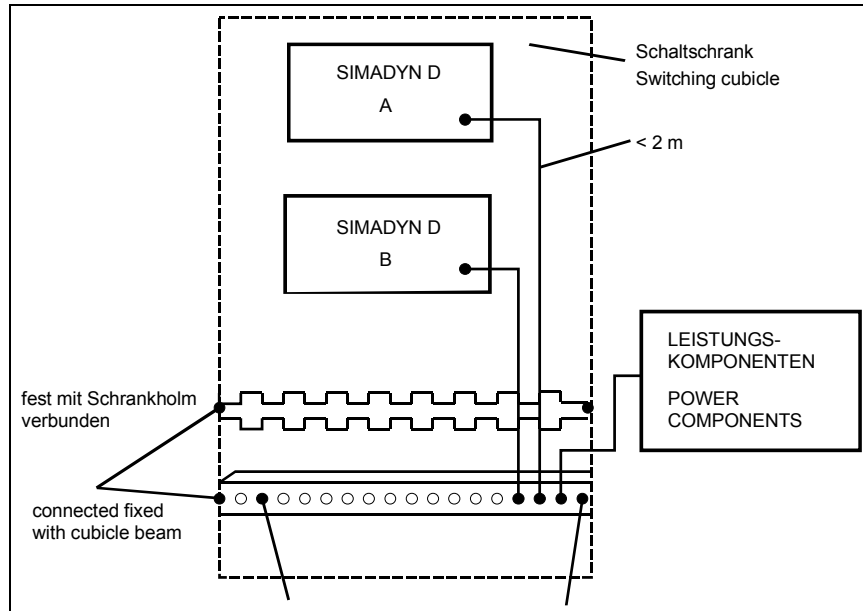 SIMADYN D
A
Schaltschrank
Switching cubicle
< 2 m
SIMADYN D
B
LEISTUNGS-
KOMPONENTEN
POWER
COMPONENTS
fest mit Schrankholm
verbunden
connected fixed
with cubicle beam